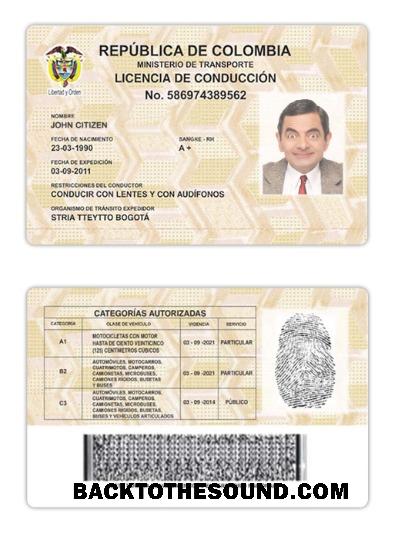 REPÚBLICA DE COLOMBIA
MINISTERIO DE TRANSPORTE
LICENCIA DE CONDUCCIÓN
Libertad y Orden
No. 586974389562
NOMBRE
JOHN CITIZEN
FECHA DE NACIMIENTO SANGRE - RH
23-03-1990 A +
FECHA DE EXPEDICIÓN
03-09-2011
RESTRICCIONES DEL CONDUCTOR
CONDUCIR CON LENTES Y CON AUDÍFONOS
ORGANISMO DE TRÁNSITO EXPEDIDOR
STRIA TTEYTTO BOGOTÁ
CATEGORÍAS AUTORIZADAS
CATEGORÍA CLASE DE VEHÍCULO VIGENCIA SERVICIO
MOTOCICLETAS CON MOTOR
A1 HASTA DE CIENTO VEINTICINCO 03 - 09 -2021 PARTICULAR
(125) CENTÍMETROS CÚBICOS
AUTOMÓVILES, MOTOCARROS,
CUATRIMOTOS, CAMPEROS,
B2 CAMIONETAS, MICROBUSES, 03 - 09 -2021 PARTICULAR
CAMIONES RÍGIDOS, BUSETAS
Y BUSES
AUTOMÓVILES, MOTOCARROS,
CUATRIMOTOS, CAMPEROS,
C3 CAMIONETAS, MICROBUSES, 03 - 09 -2014 PÚBLICO
CAMIONES RÍGIDOS, BUSETAS,
BUSES Y VEHÍCULOS ARTICULADOS
BACKTOTHESOUND.COM